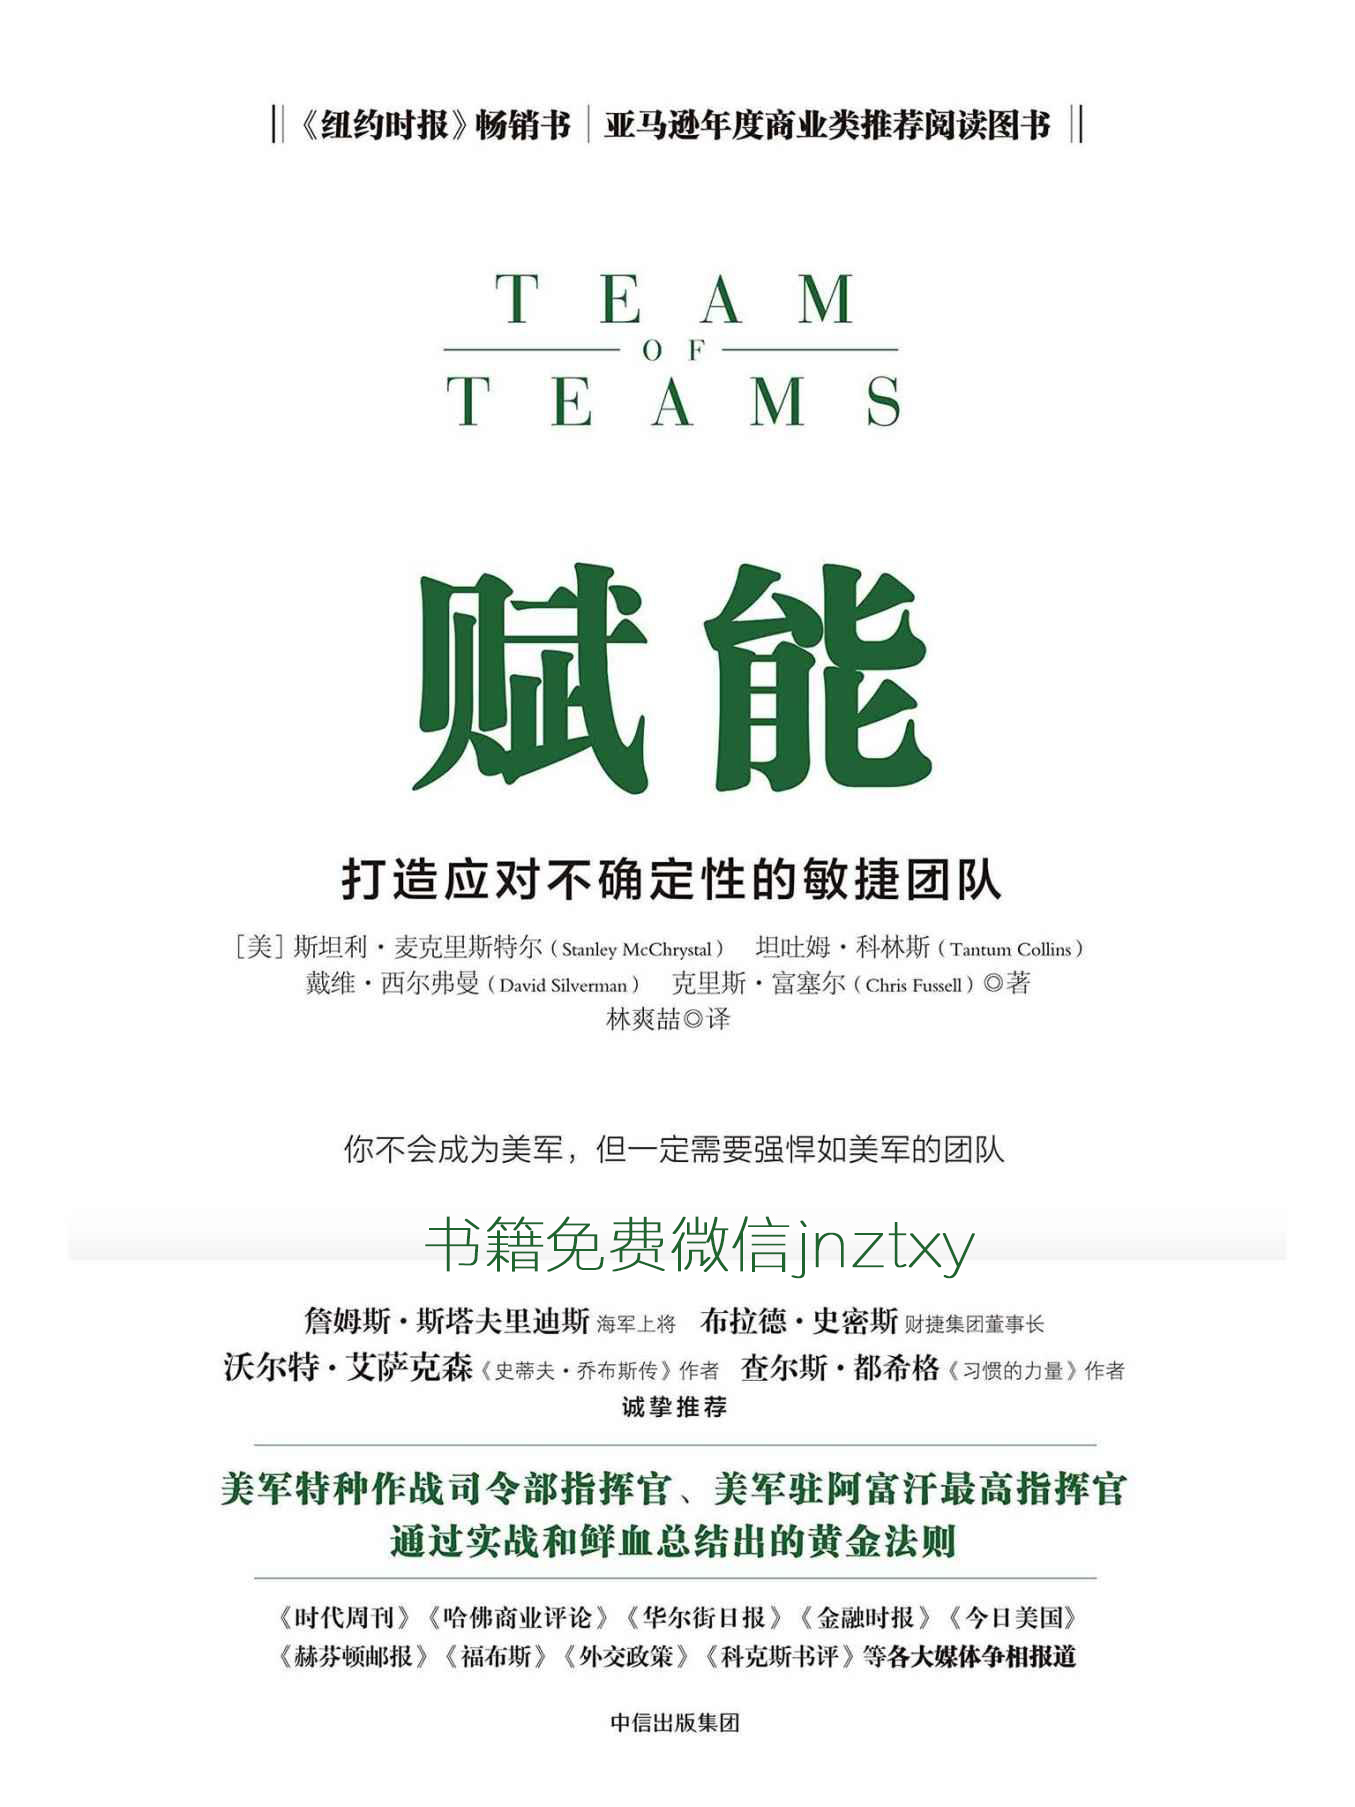 《纽约时报》畅销书 | 亚马逊年度商业类推荐阅读图书
TEAM
OF
TEAMS
赋能
打造应对不确定性的敏捷团队
[美] 斯坦利·麦克里斯特尔（Stanley McChrystal） 坦吐姆·科林斯（Tantum Collins）
戴维·西尔弗曼（David Silverman） 克里斯·富塞尔（Chris Fussell）◎著
林爽喆◎译
你不会成为美军，但一定需要强悍如美军的团队
书籍免费微信jnztxy
詹姆斯·斯塔夫里迪斯 海军上将 布拉德·史密斯 财捷集团董事长
沃尔特·艾萨克森《史蒂夫·乔布斯传》作者 查尔斯·都希格《习惯的力量》作者
诚挚推荐
美军特种作战司令部指挥官、美军驻阿富汗最高指挥官
通过实战和鲜血总结出的黄金法则
《时代周刊》《哈佛商业评论》《华尔街日报》《金融时报》《今日美国》
《赫芬顿邮报》《福布斯》《外交政策》《科克斯书评》等各大媒体争相报道
中信出版集团